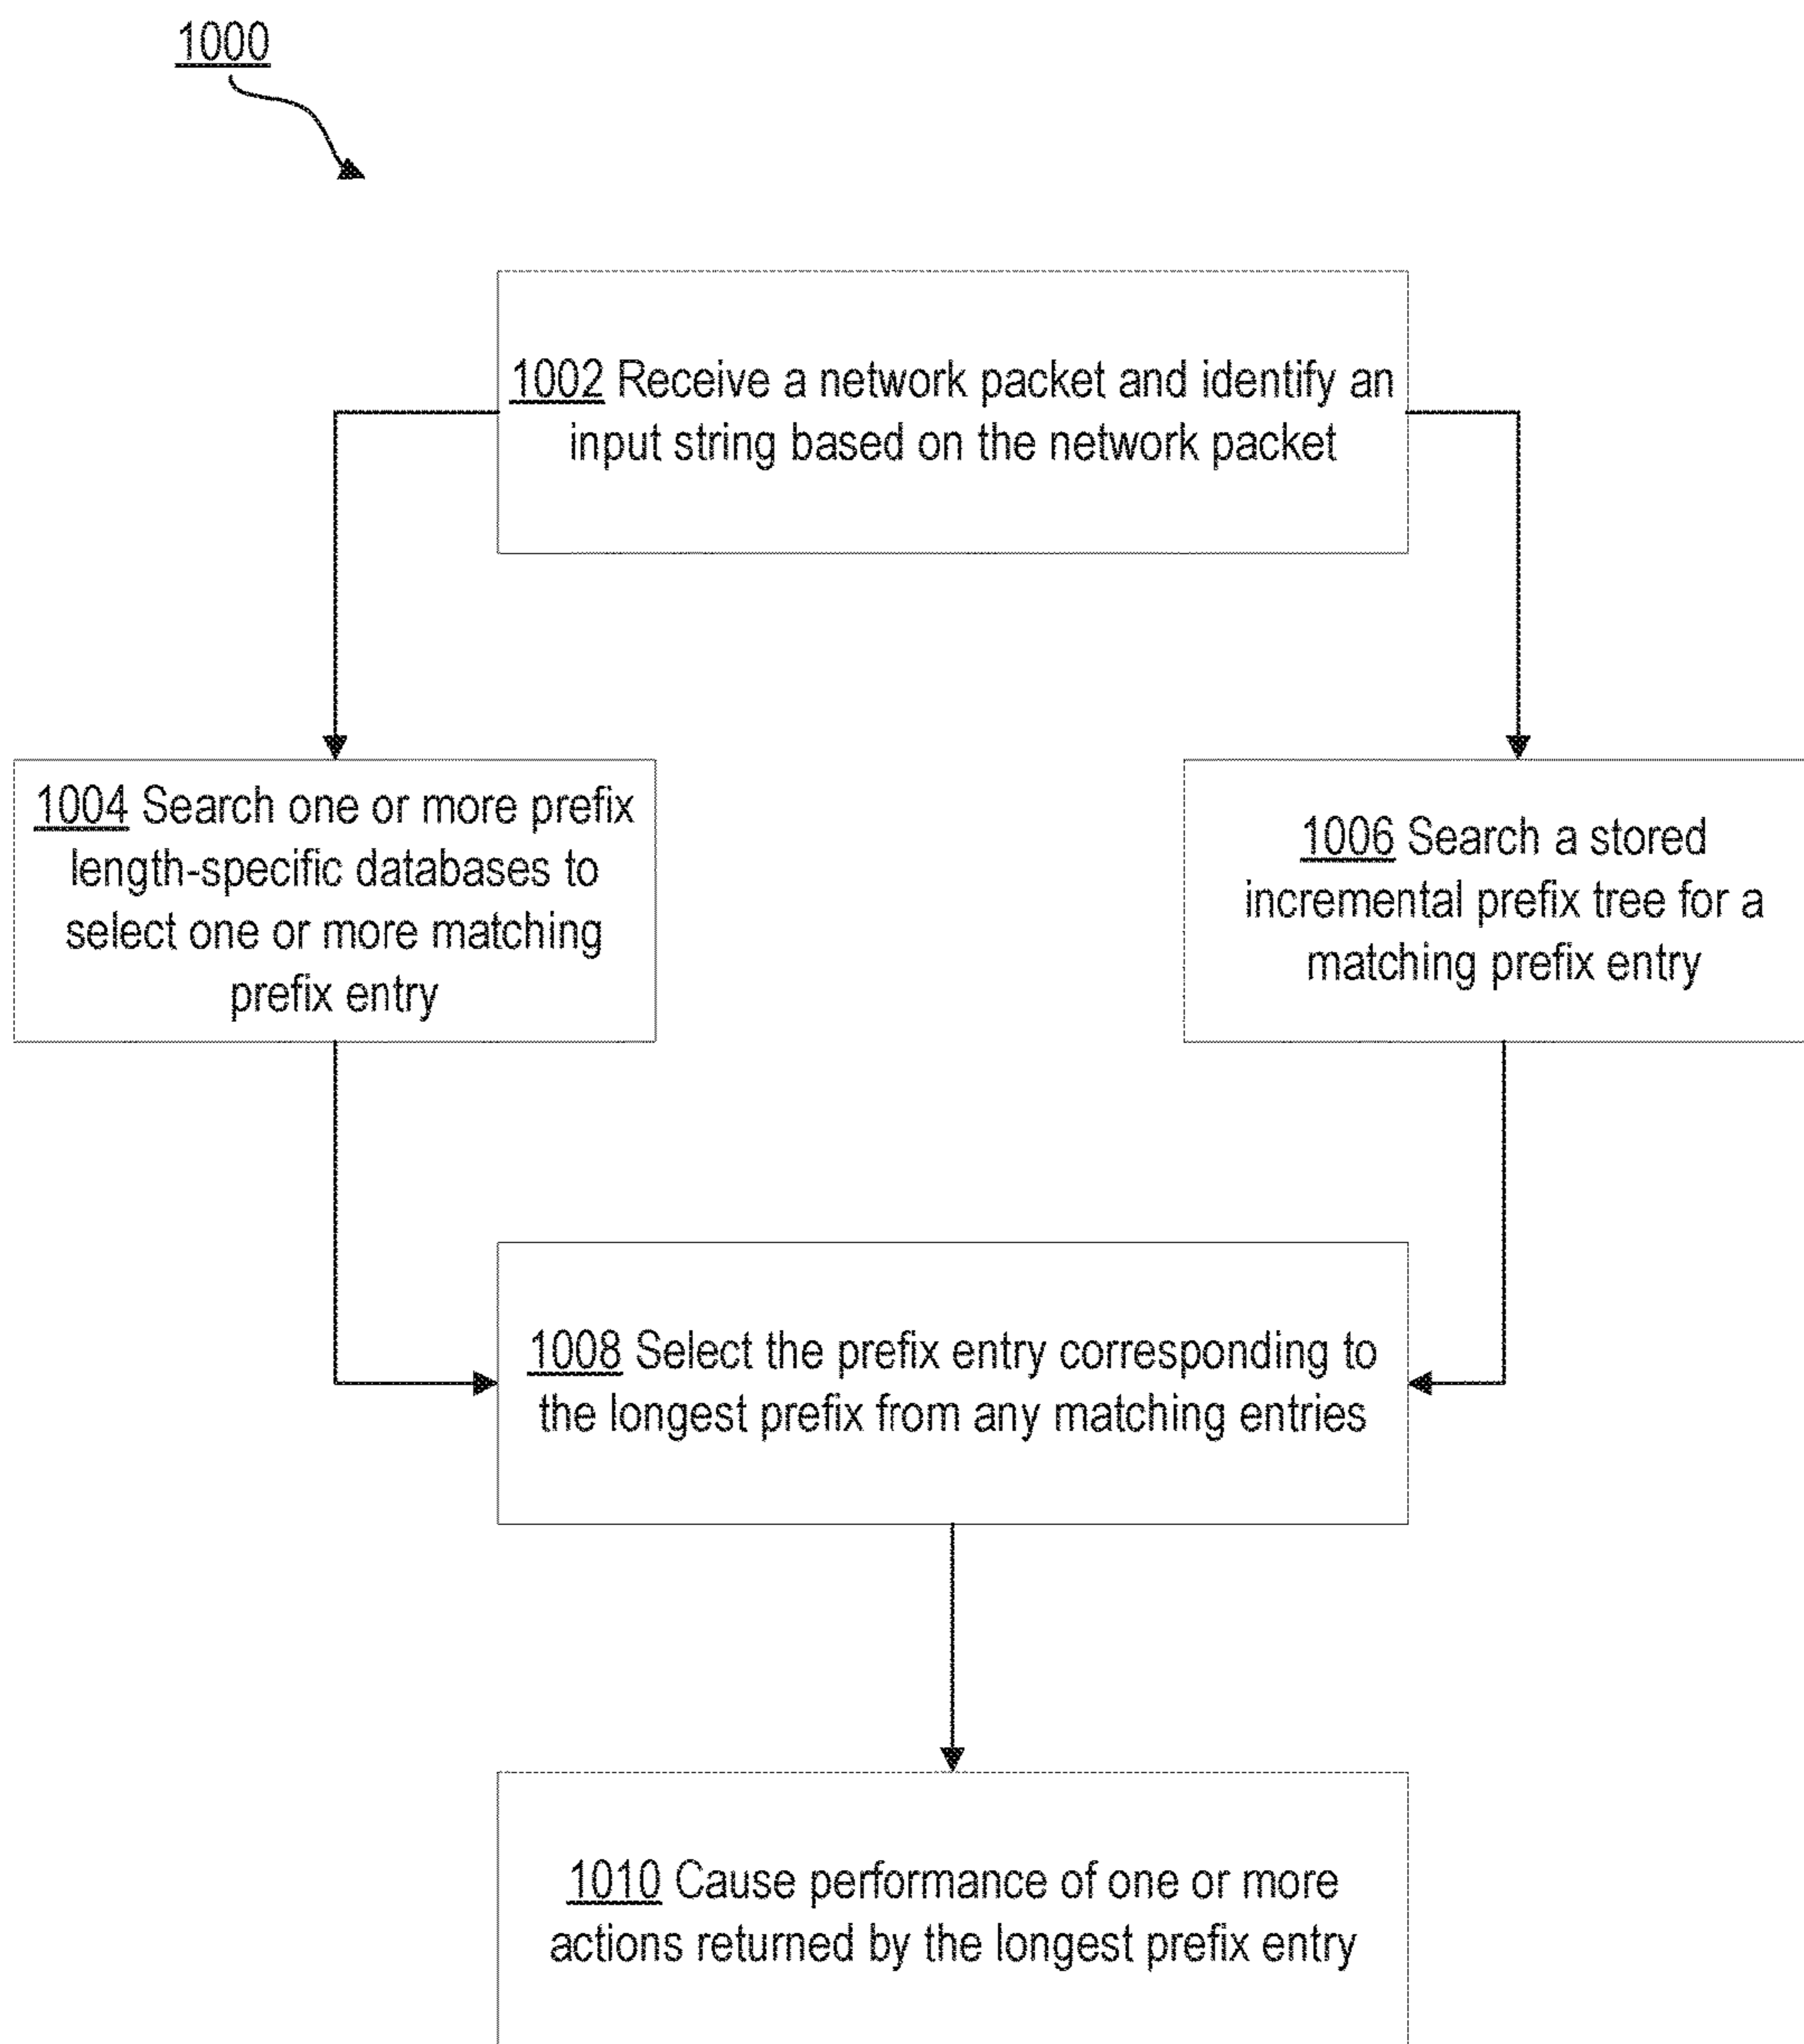 1000
1002 Receive a network packet and identify an
input string based on the network packet
1004 Search one or more prefix
length-specific databases to
select one or more matching
prefix entry
1006 Search a stored
incremental prefix tree for a
matching prefix entry
1008 Select the prefix entry corresponding to
the longest prefix from any matching entries
1010 Cause performance of one or more
actions returned by the longest prefix entry